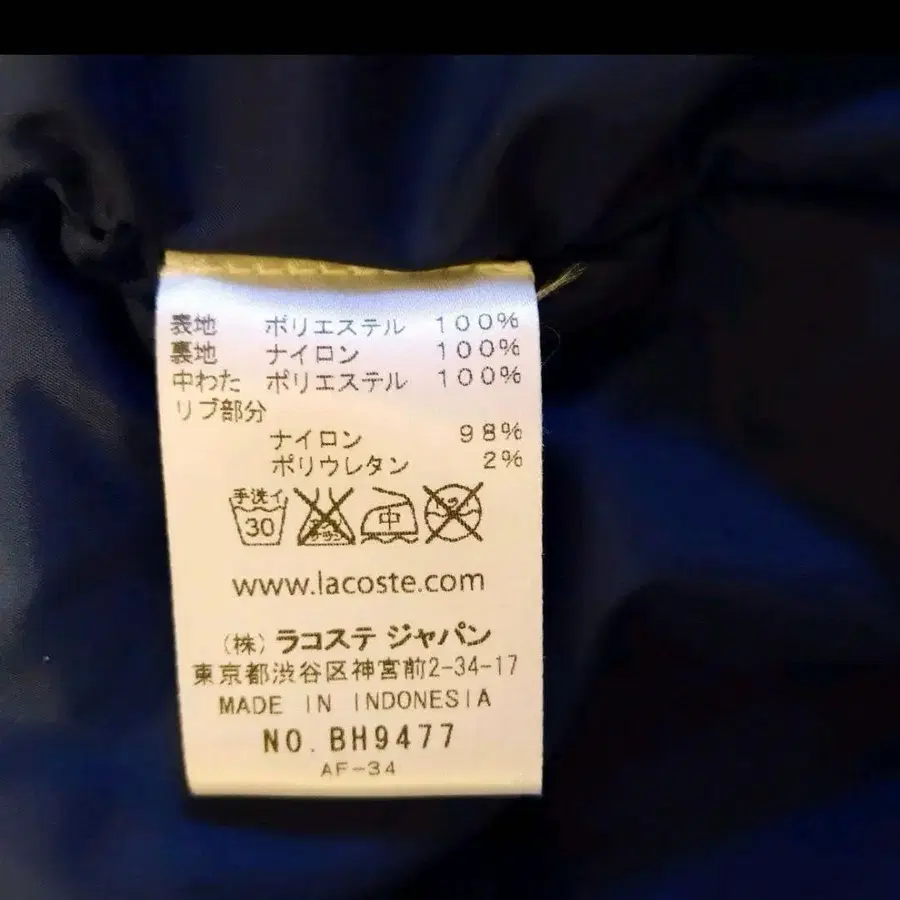 表地 ポリエステル 100%
裏地 ナイロン 100%
中わた ポリエステル 100%
リブ部分
ナイロン 98%
ポリウレタン 2%
手洗イ
30 中
www.lacoste.com
(株) ラコステ ジャパン
東京都渋谷区神宮前2-34-17
MADE IN INDONESIA
NO. BH9477
AF-34